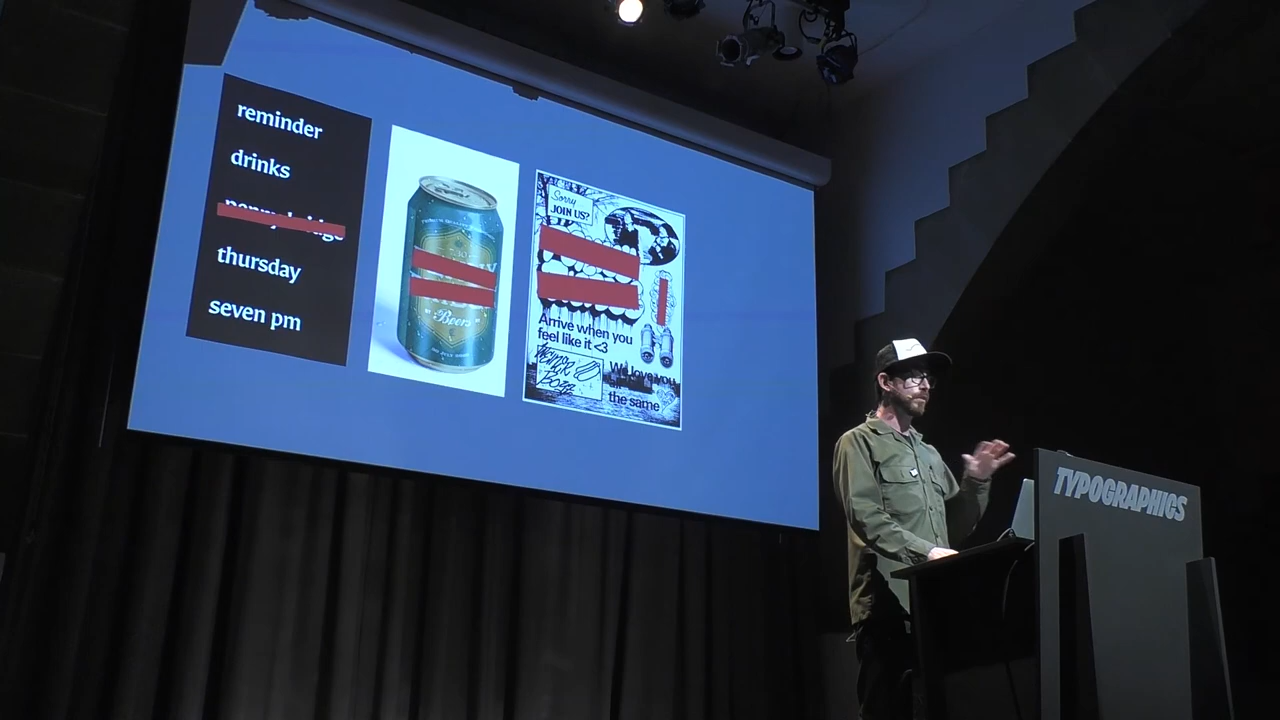 reminder
drinks
thursday
seven pm
Beers
Sorry
JOIN US?
Arrive when you
feel like it <3
We love you
all
the same
TYPOGRAPHICS